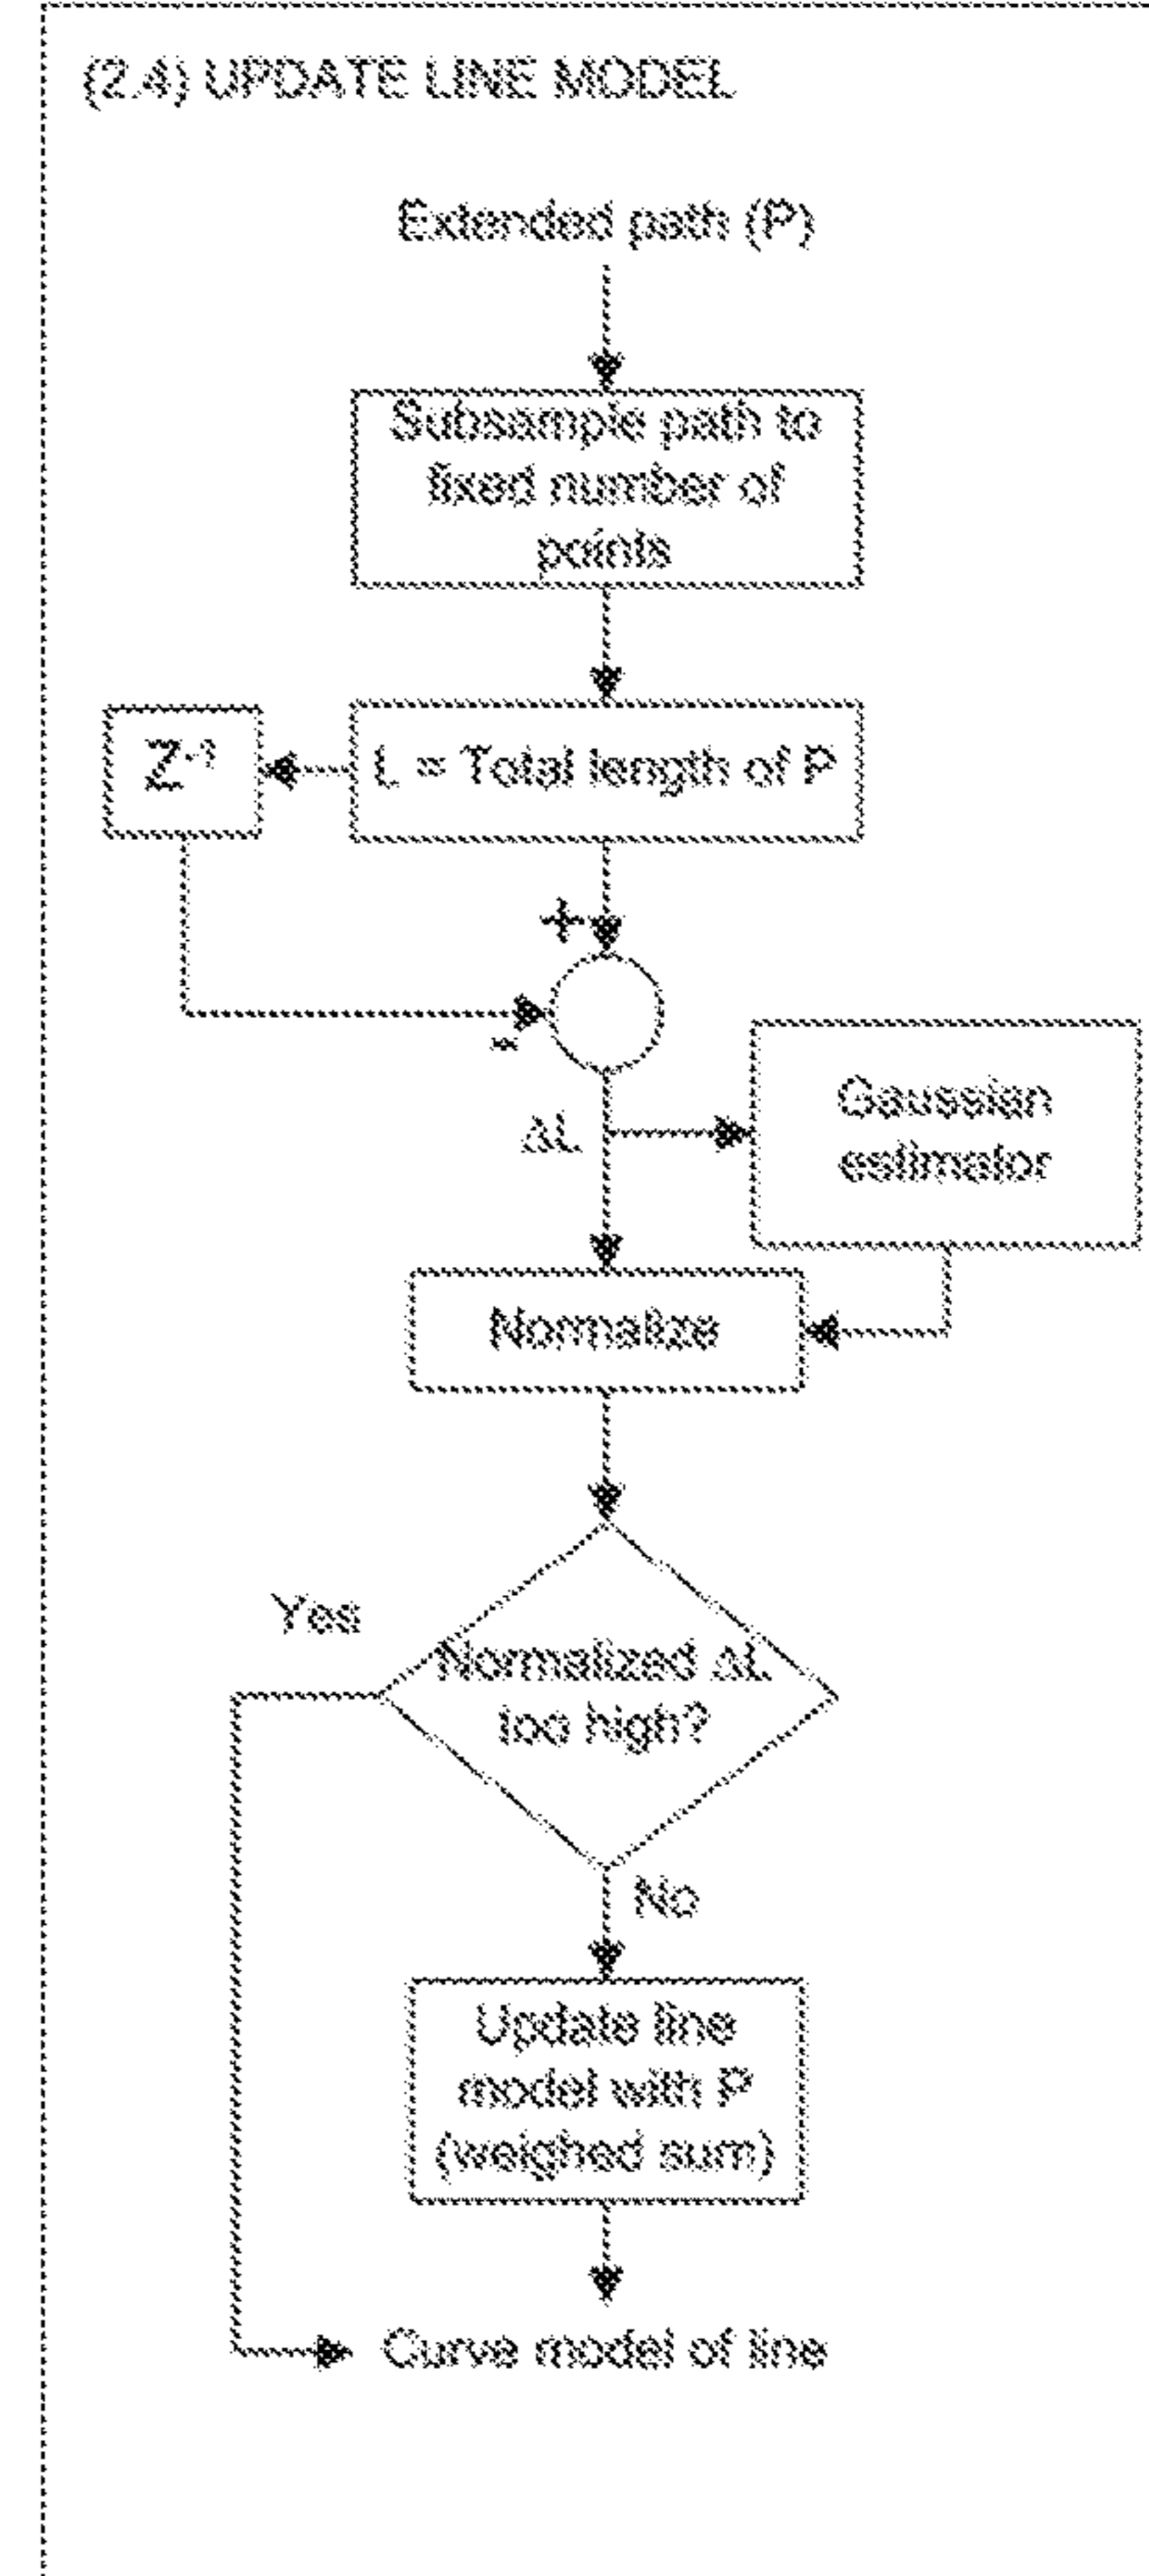 (2.4) UPDATE LINE MODEL
Extended path (P)
Subsample path to
fixed number of
points
Z-1
L = Total length of P
+
-
ΔL
Gaussian
estimator
Normalize
Yes
Normalized ΔL
too high?
No
Update line
model with P
(weighed sum)
Curve model of line